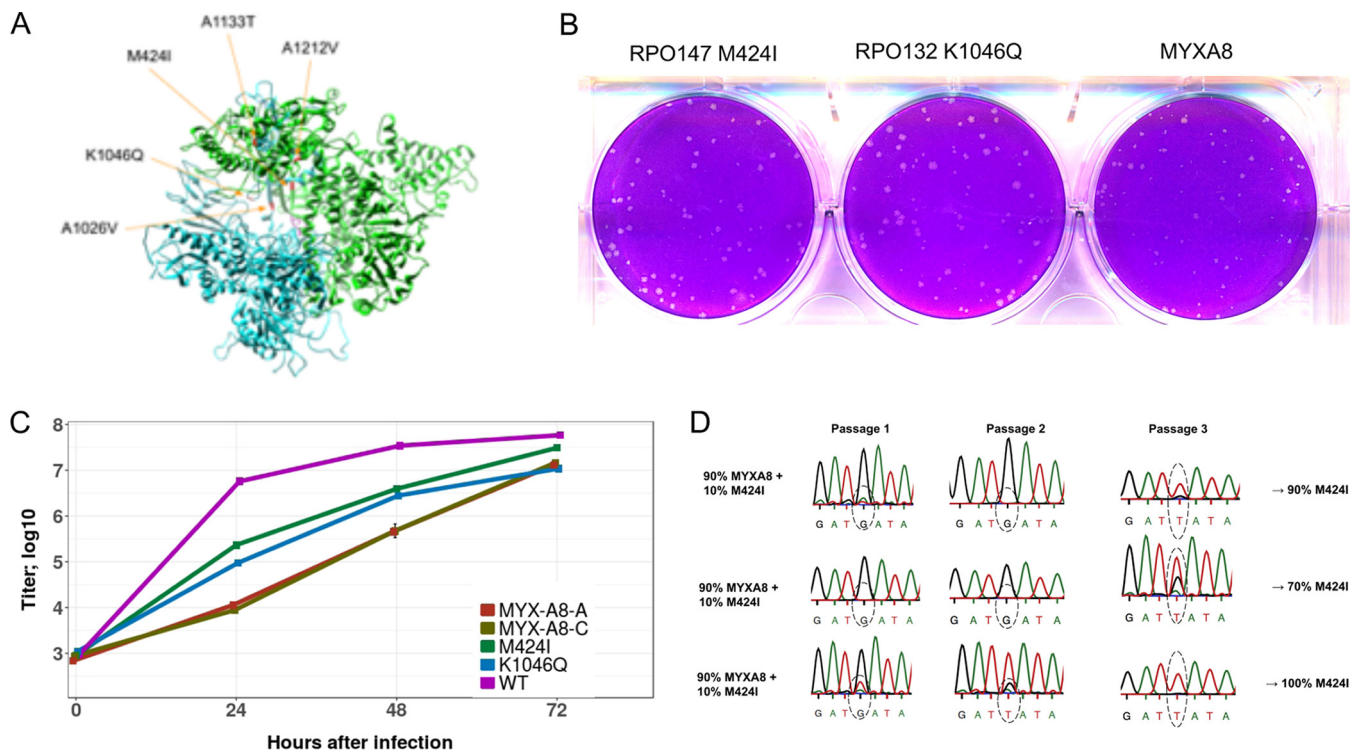 A
A1133T
M424I
A1212V
K1046Q
A1026V
B
RPO147 M424I
RPO132 K1046Q
MYXA8
C
Titer; log10
8
7
6
5
4
3
0
24
48
72
Hours after infection
MYX-A8-A
MYX-A8-C
M424I
K1046Q
WT
D
Passage 1
Passage 2
Passage 3
90% MYXA8 +
10% M424I
G A T G A T A
G A T G A T A
G A T T A T A
→ 90% M424I
90% MYXA8 +
10% M424I
G A T G A T A
G A T G A T A
G A T T A T A
→ 70% M424I
90% MYXA8 +
10% M424I
G A T G A T A
G A T T A T A
G A T T A T A
→ 100% M424I